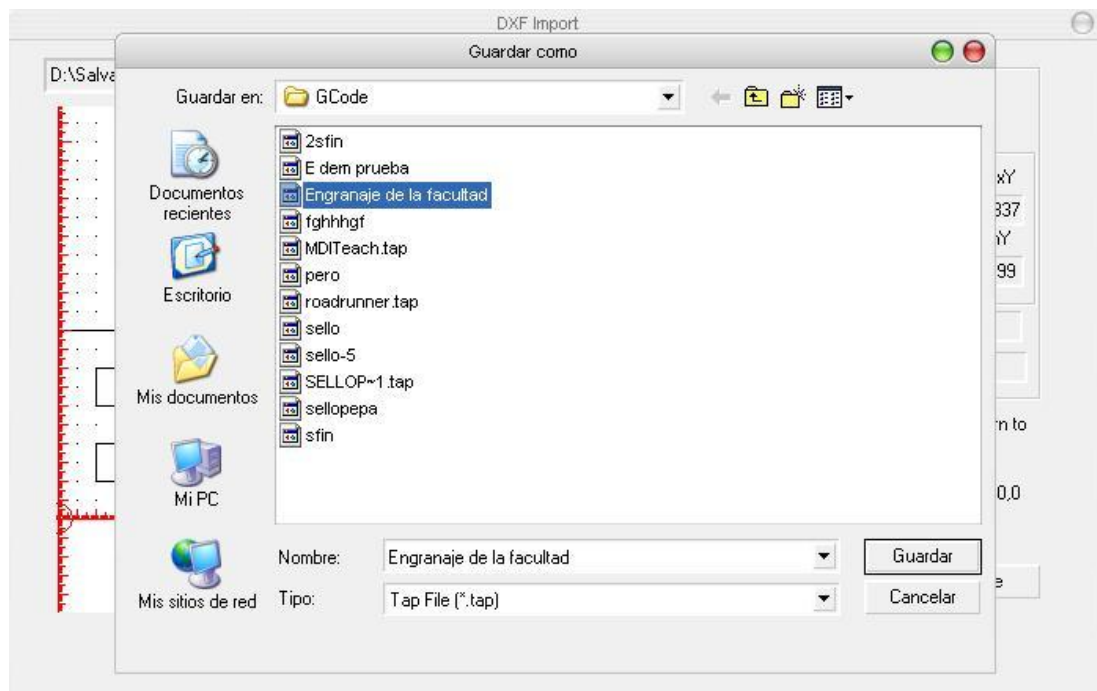 DXF Import
Guardar como
D:\Salva
Guardar en: GCode
2sfin
E dem prueba
Engranaje de la facultad
fghhhgf
MDITeach.tap
pero
roadrunner.tap
sello
sello-5
SELLOP~1.tap
sellopepa
sfin
Documentos recientes
Escritorio
Mis documentos
Mi PC
Mis sitios de red
Nombre: Engranaje de la facultad
Guardar
Tipo: Tap File (*.tap)
Cancelar
xY
337
nY
99
rn to
0,0
e